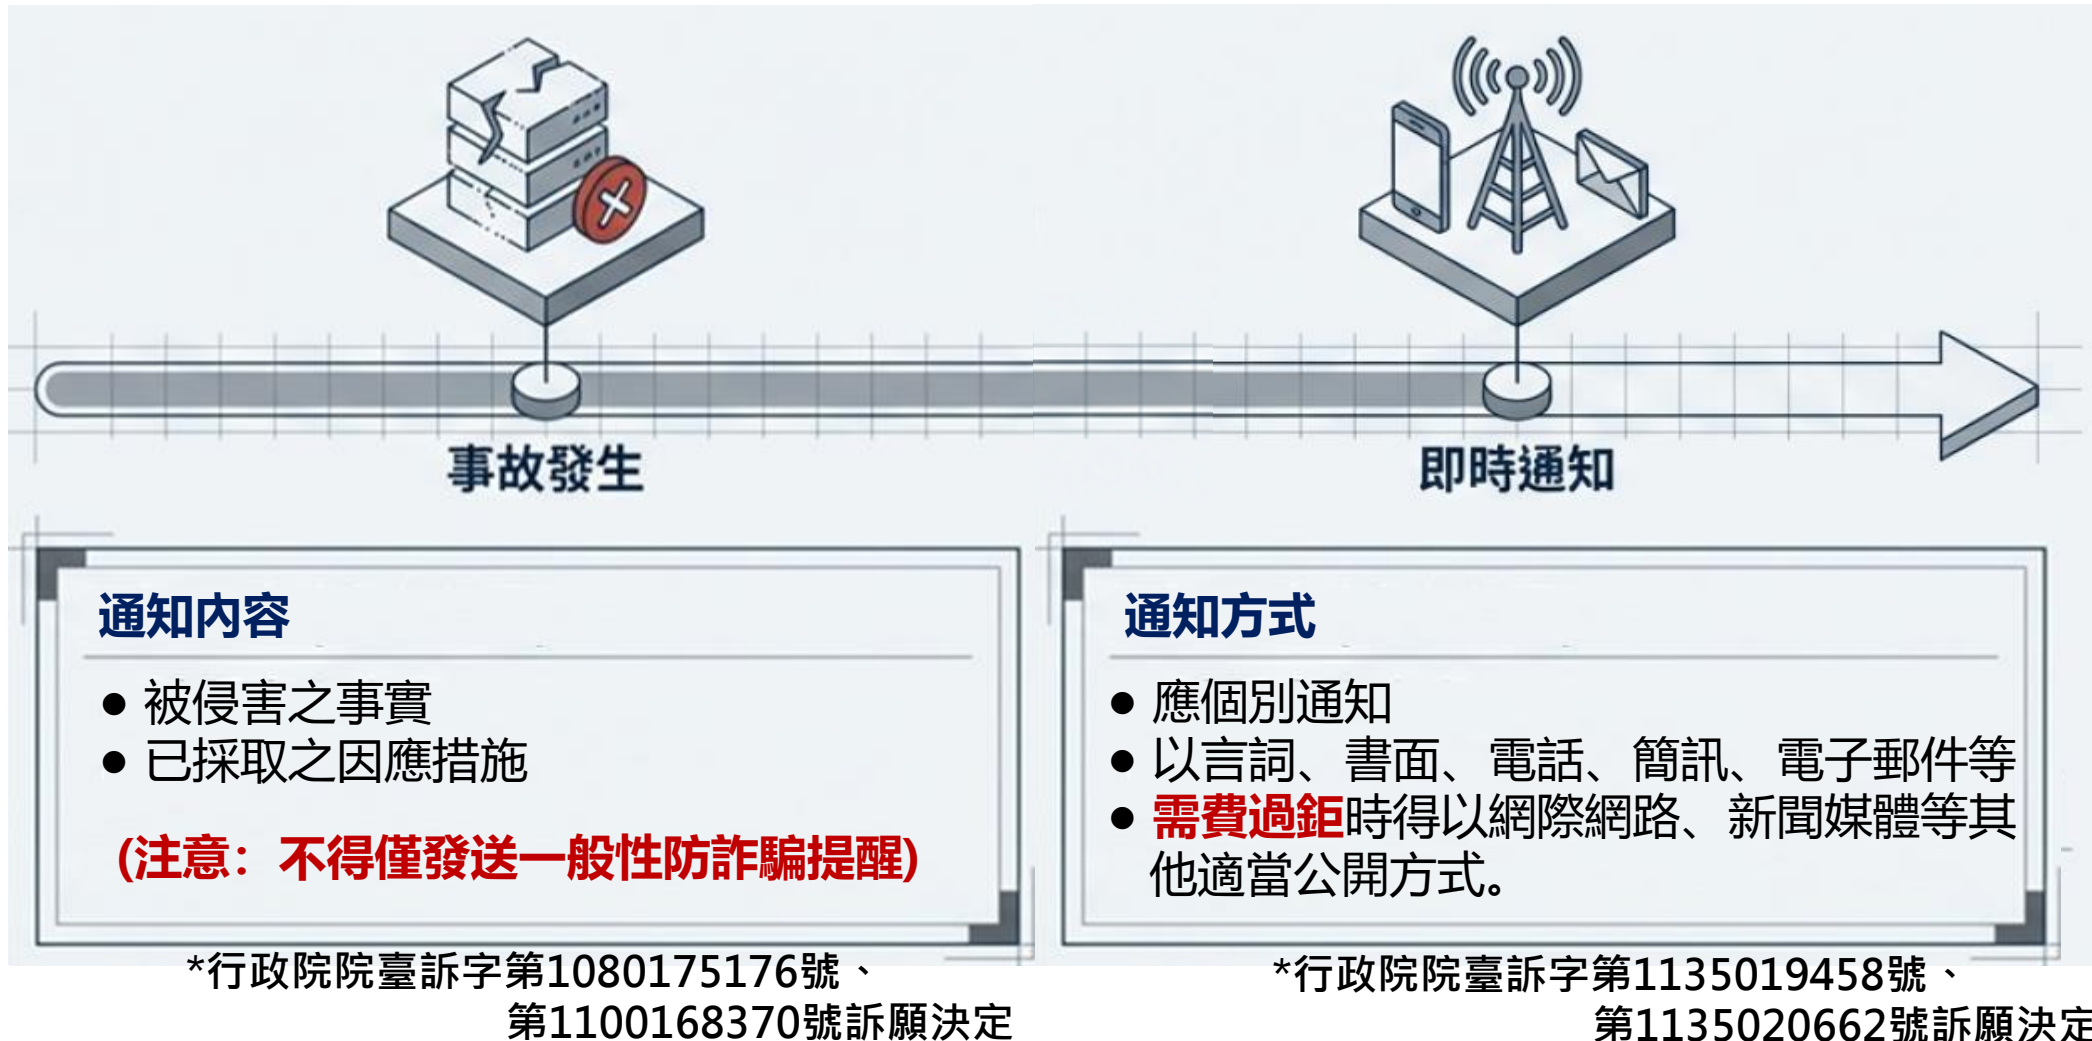 事故發生
即時通知
通知內容
● 被侵害之事實
● 已採取之因應措施
(注意：不得僅發送一般性防詐騙提醒)
*行政院院臺訴字第1080175176號、
第1100168370號訴願決定
通知方式
● 應個別通知
● 以言詞、書面、電話、簡訊、電子郵件等
● 需費過鉅時得以網際網路、新聞媒體等其
他適當公開方式。
*行政院院臺訴字第1135019458號、
第1135020662號訴願決定